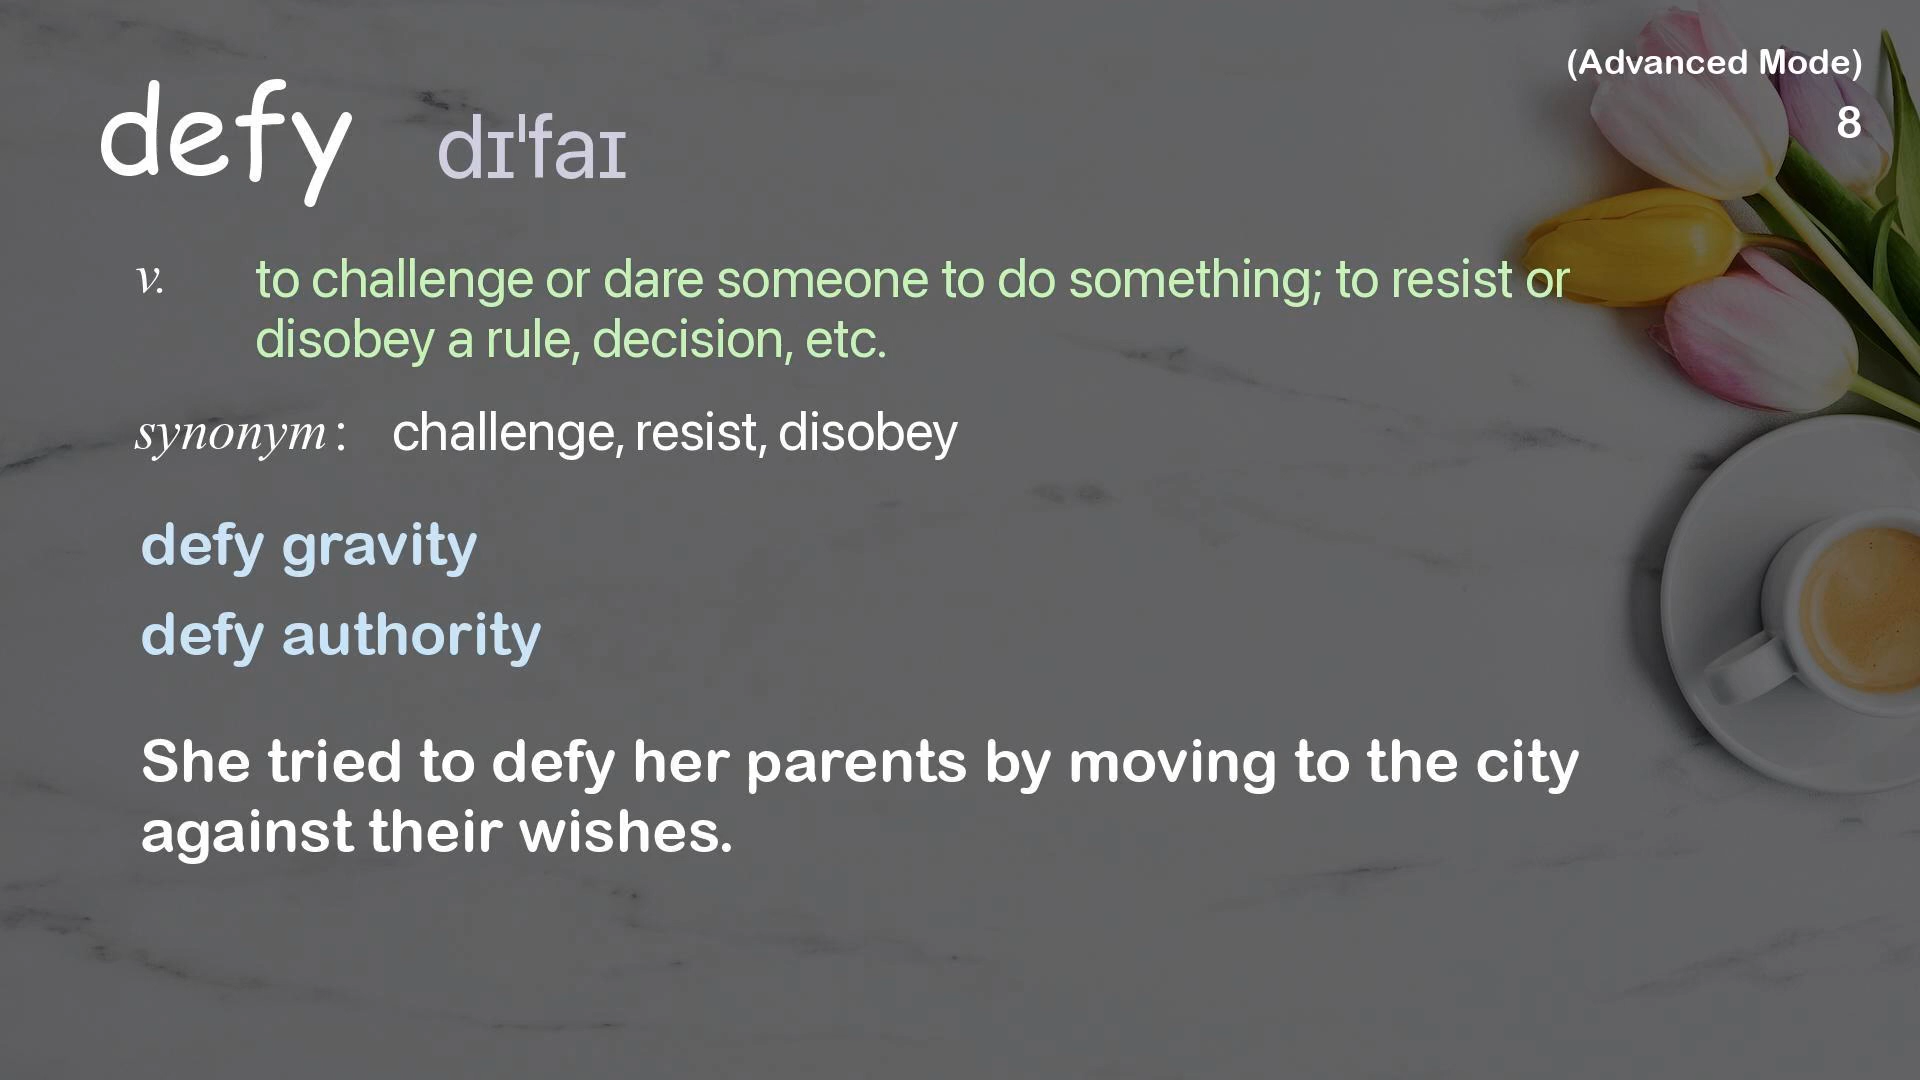 (Advanced Mode)
8
defy dɪˈfaɪ
v. to challenge or dare someone to do something; to resist or
disobey a rule, decision, etc.
synonym: challenge, resist, disobey
defy gravity
defy authority
She tried to defy her parents by moving to the city
against their wishes.